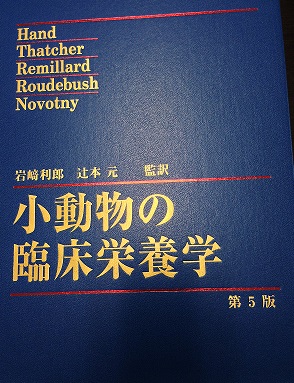 Hand
Thatcher
Remillard
Roudebush
Novotny
岩﨑利郎 辻本 元 監訳
小動物の
臨床栄養学
第5版